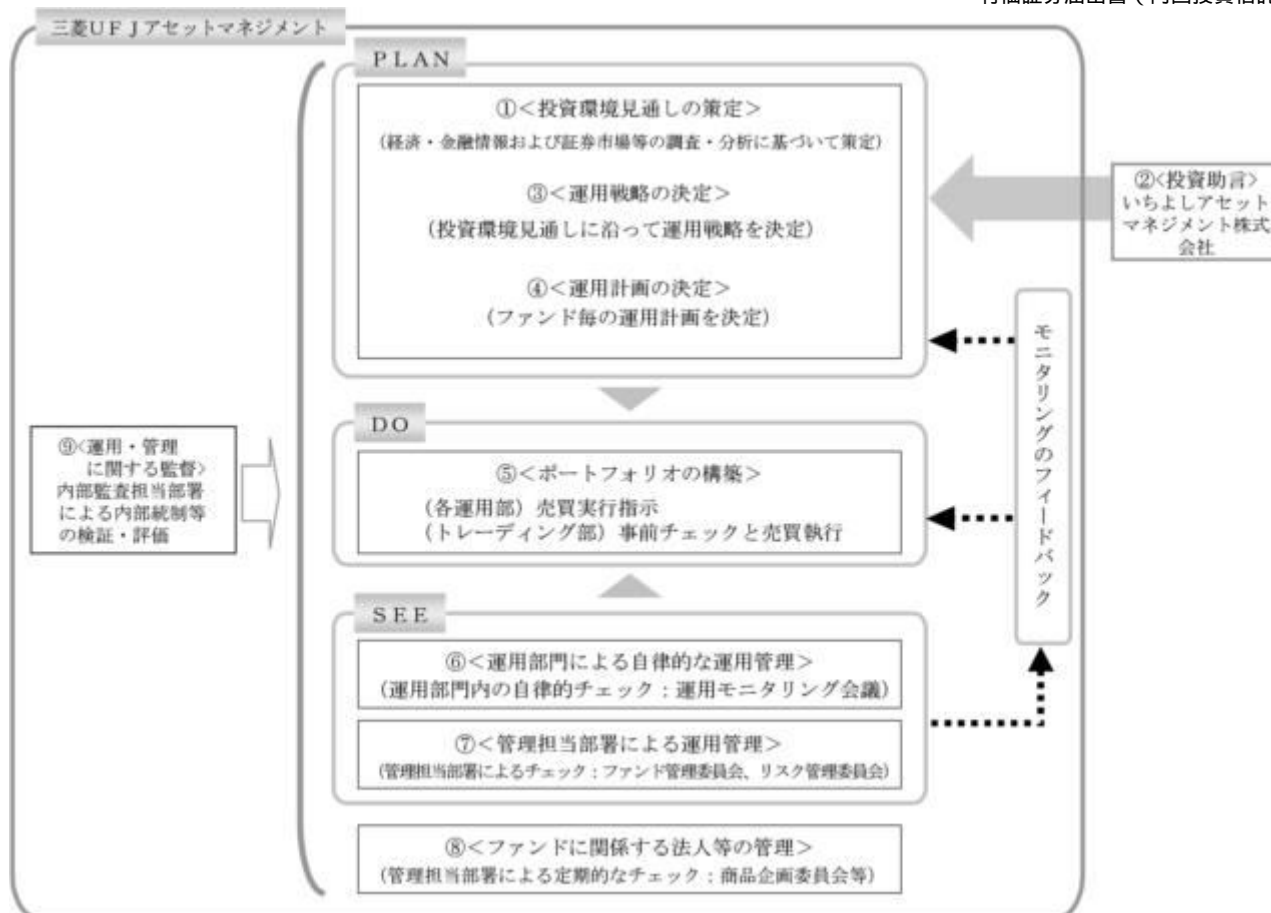 三菱UFJアセットマネジメント
PLAN
①＜投資環境見通しの策定＞
(経済・金融情報および証券市場等の調査・分析に基づいて策定)
③＜運用戦略の決定＞
(投資環境見通しに沿って運用戦略を決定)
④＜運用計画の決定＞
(ファンド毎の運用計画を決定)
②＜投資助言＞
いちよしアセット
マネジメント株式
会社
モニタリングのフィードバック
DO
⑤＜ポートフォリオの構築＞
(各運用部) 売買実行指示
(トレーディング部) 事前チェックと売買執行
⑨＜運用・管理
に関する監督＞
内部監査担当部署
による内部統制等
の検証・評価
SEE
⑥＜運用部門による自律的な運用管理＞
(運用部門内の自律的チェック：運用モニタリング会議)
⑦＜管理担当部署による運用管理＞
(管理担当部署によるチェック：ファンド管理委員会、リスク管理委員会)
⑧＜ファンドに関係する法人等の管理＞
(管理担当部署による定期的なチェック：商品企画委員会等)